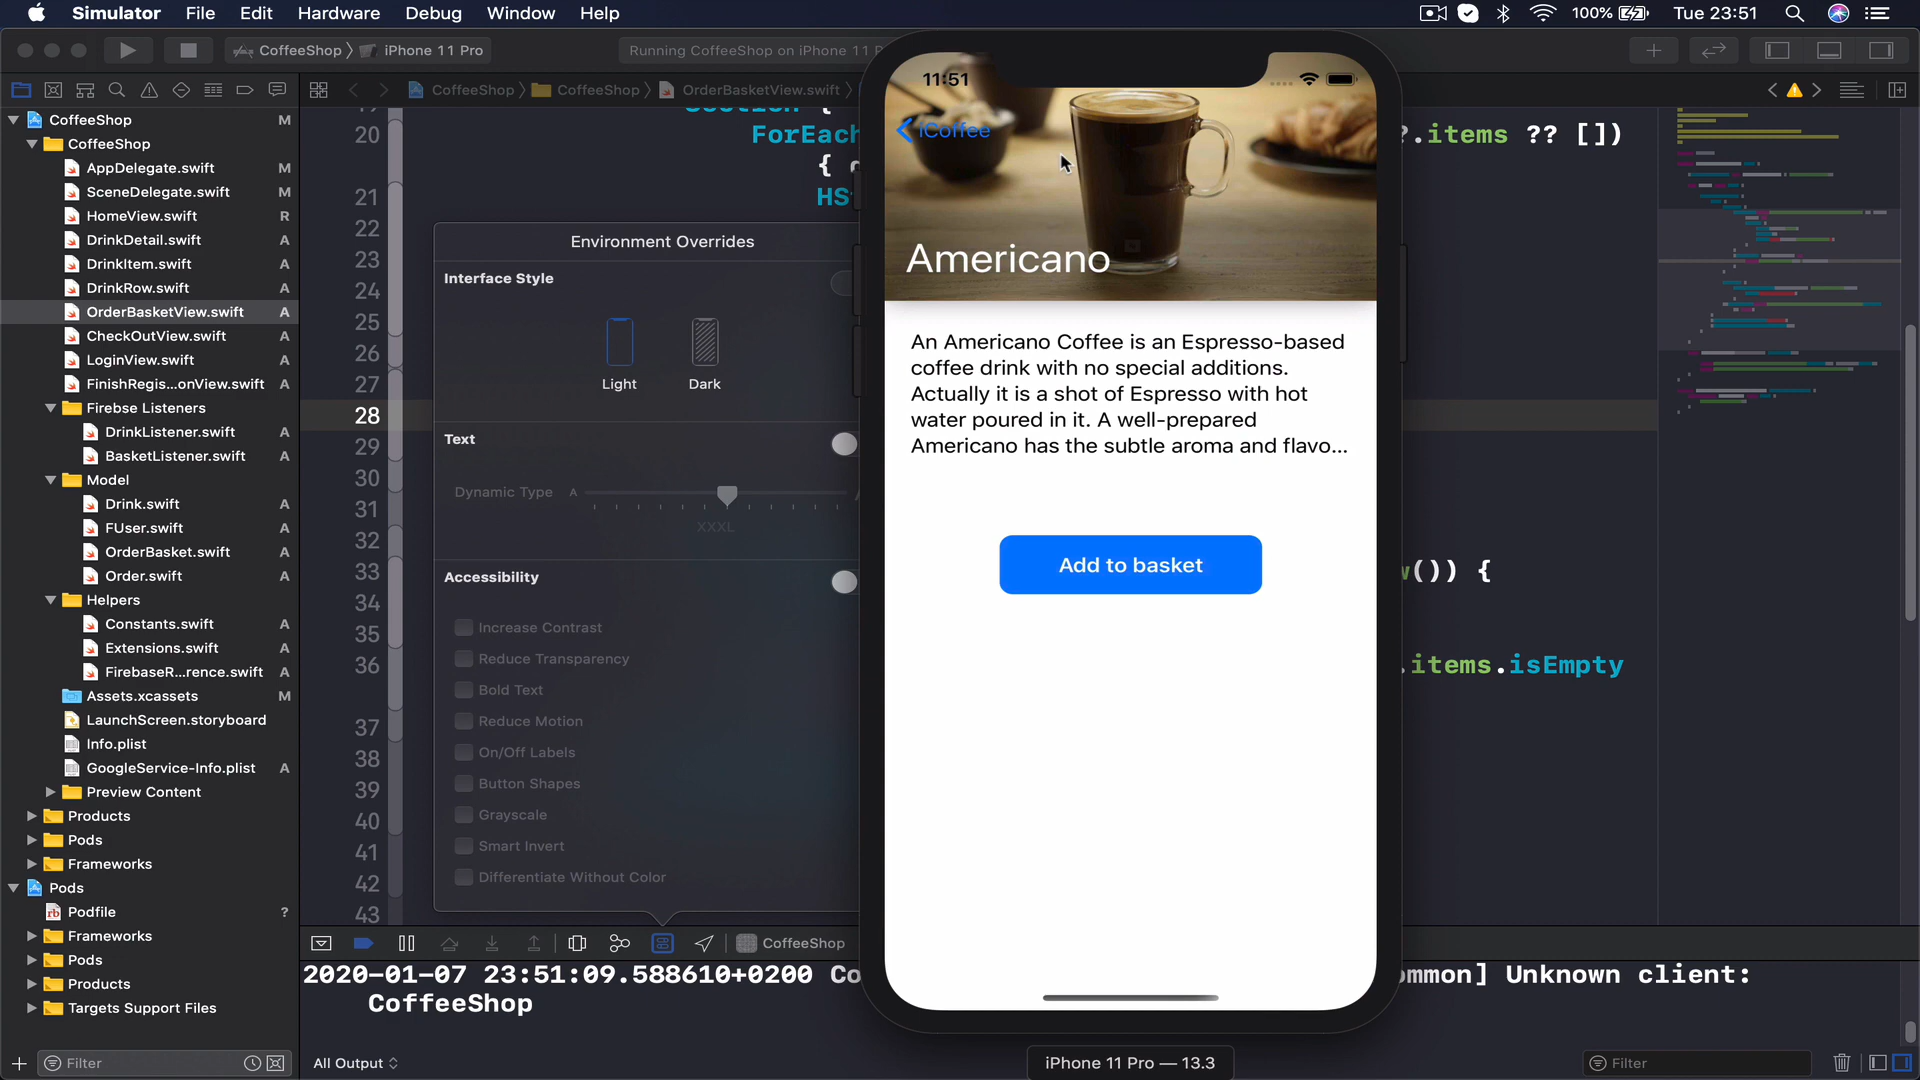 Simulator File Edit Hardware Debug Window Help 100% Tue 23:51
CoffeeShop iPhone 11 Pro Running CoffeeShop on iPhone 11 P
CoffeeShop CoffeeShop OrderBasketView.swift
CoffeeShop M
CoffeeShop
AppDelegate.swift M
SceneDelegate.swift M
HomeView.swift R
DrinkDetail.swift A
DrinkItem.swift A
DrinkRow.swift A
OrderBasketView.swift A
CheckOutView.swift A
LoginView.swift A
FinishRegis...onView.swift A
Firebse Listeners
DrinkListener.swift A
BasketListener.swift A
Model
Drink.swift A
FUser.swift A
OrderBasket.swift A
Order.swift A
Helpers
Constants.swift A
Extensions.swift A
FirebaseR...rence.swift A
Assets.xcassets M
LaunchScreen.storyboard
Info.plist
GoogleService-Info.plist A
Preview Content
Products
Pods
Frameworks
Pods
Podfile ?
Frameworks
Pods
Products
Targets Support Files
Filter
20 ForEach ?.items ?? [])
{
21 HS
22
23
24
25
26
27
28
29
30
31
32
33 w()) {
34
35
36 .items.isEmpty
37
38
39
40
41
42
43
Environment Overrides
Interface Style
Light Dark
Text
Dynamic Type A
XXXL
Accessibility
Increase Contrast
Reduce Transparency
Bold Text
Reduce Motion
On/Off Labels
Button Shapes
Grayscale
Smart Invert
Differentiate Without Color
11:51
iCoffee
Americano
An Americano Coffee is an Espresso-based
coffee drink with no special additions.
Actually it is a shot of Espresso with hot
water poured in it. A well-prepared
Americano has the subtle aroma and flavo...
Add to basket
CoffeeShop
2020-01-07 23:51:09.588610+0200 Co ommon] Unknown client:
CoffeeShop
All Output
iPhone 11 Pro — 13.3
Filter